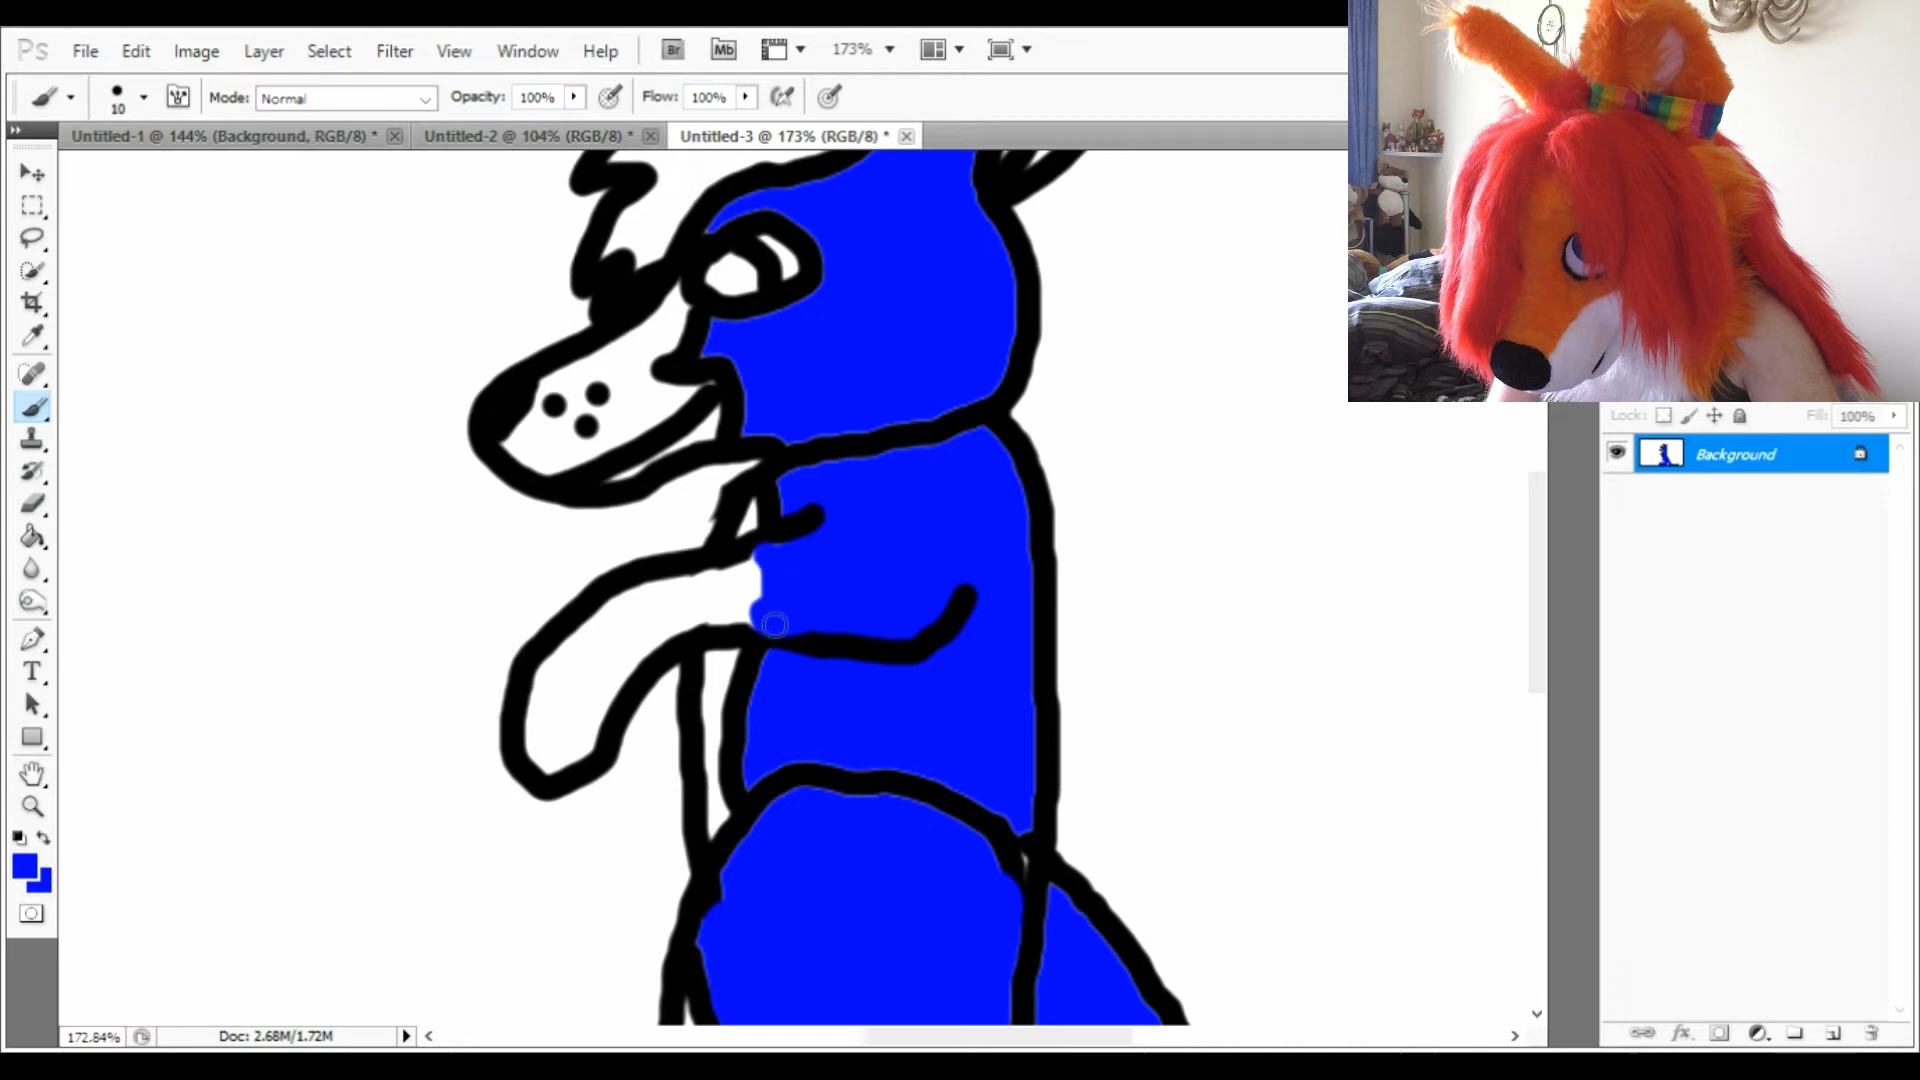 Ps File Edit Image Layer Select Filter View Window Help Br Mb 173%
10 Mode: Normal Opacity: 100% Flow: 100%
Untitled-1 @ 144% (Background, RGB/8) * Untitled-2 @ 104% (RGB/8) * Untitled-3 @ 173% (RGB/8) *
Lock: Fill: 100%
Background
T
172.84% Doc: 2.68M/1.72M
fx